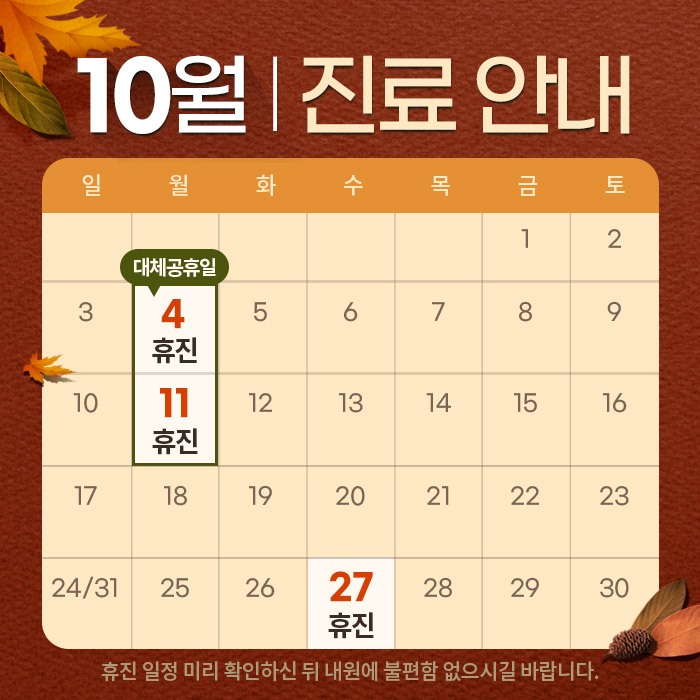 10월 | 진료 안내
일 월 화 수 목 금 토
1 2
대체공휴일
3 4 5 6 7 8 9
휴진
10 11 12 13 14 15 16
휴진
17 18 19 20 21 22 23
24/31 25 26 27 28 29 30
휴진
휴진 일정 미리 확인하신 뒤 내원에 불편함 없으시길 바랍니다.